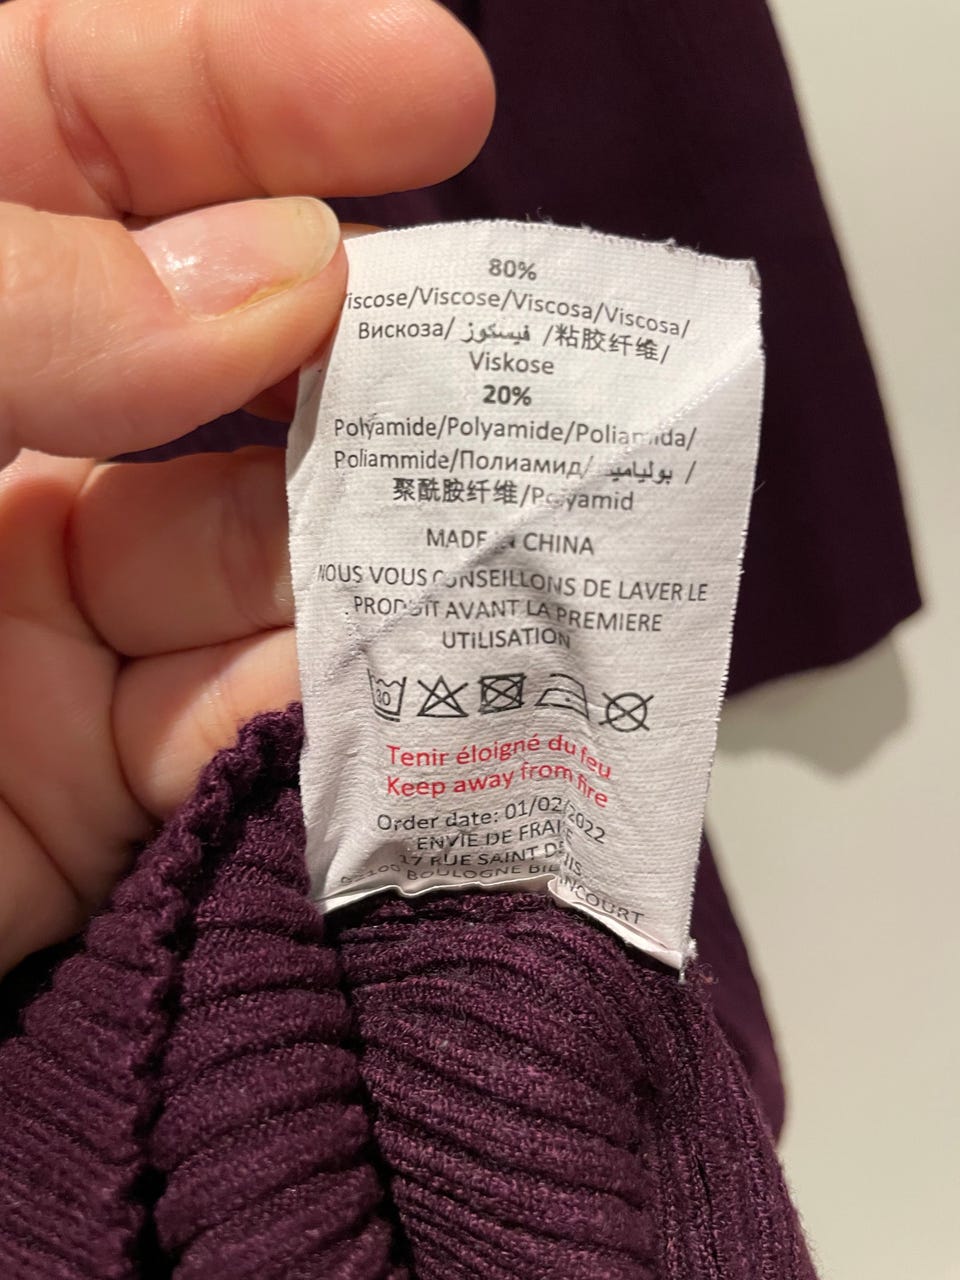 80%
Viscose/Viscose/Viscosa/Viscosa/
Вискоза/ فيسكوز /粘胶纤维/
Viskose
20%
Polyamide/Polyamide/Poliamida/
Poliammide/Полиамид/ بولياميد /
聚酰胺纤维/Polyamid
MADE IN CHINA
NOUS VOUS CONSEILLONS DE LAVER LE
PRODUIT AVANT LA PREMIERE
UTILISATION
30
Tenir éloigné du feu
Keep away from fire
Order date: 01/02/2022
ENVIE DE FRAISE
17 RUE SAINT DENIS
BOULOGNE BILLANCOURT